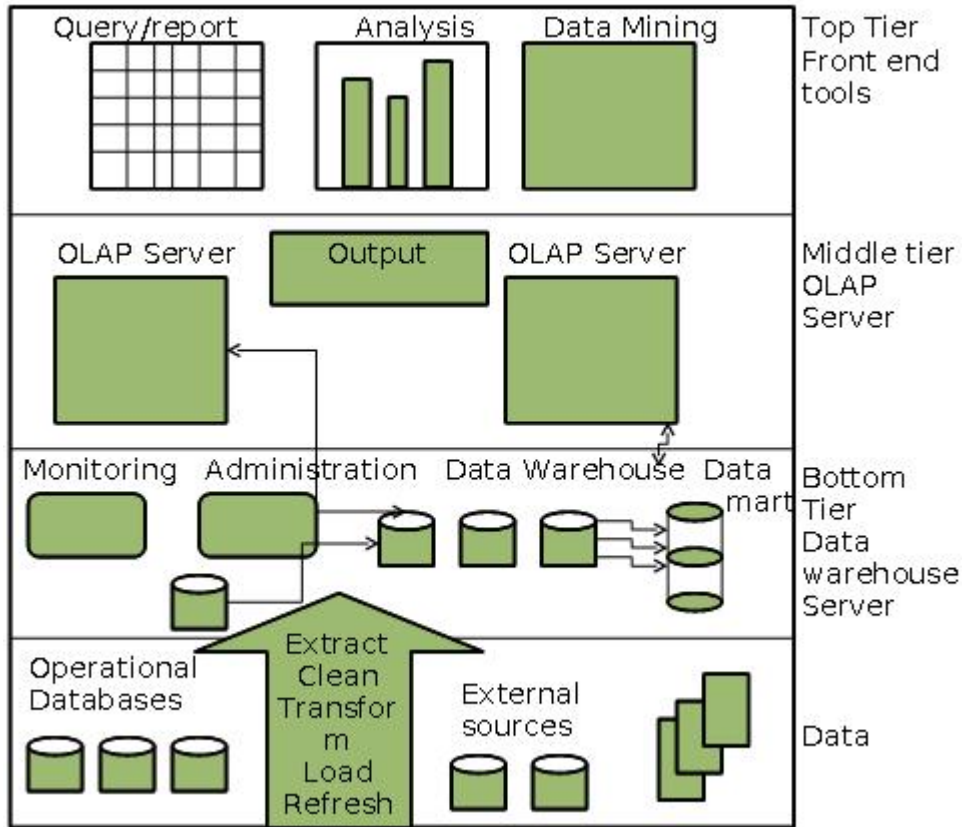 Query/report
Analysis
Data Mining
Top Tier
Front end
tools
OLAP Server
Output
OLAP Server
Middle tier
OLAP
Server
Monitoring
Administration
Data Warehouse
Data
mart
Bottom
Tier
Data
warehouse
Server
Operational
Databases
Extract
Clean
Transfor
m
Load
Refresh
External
sources
Data